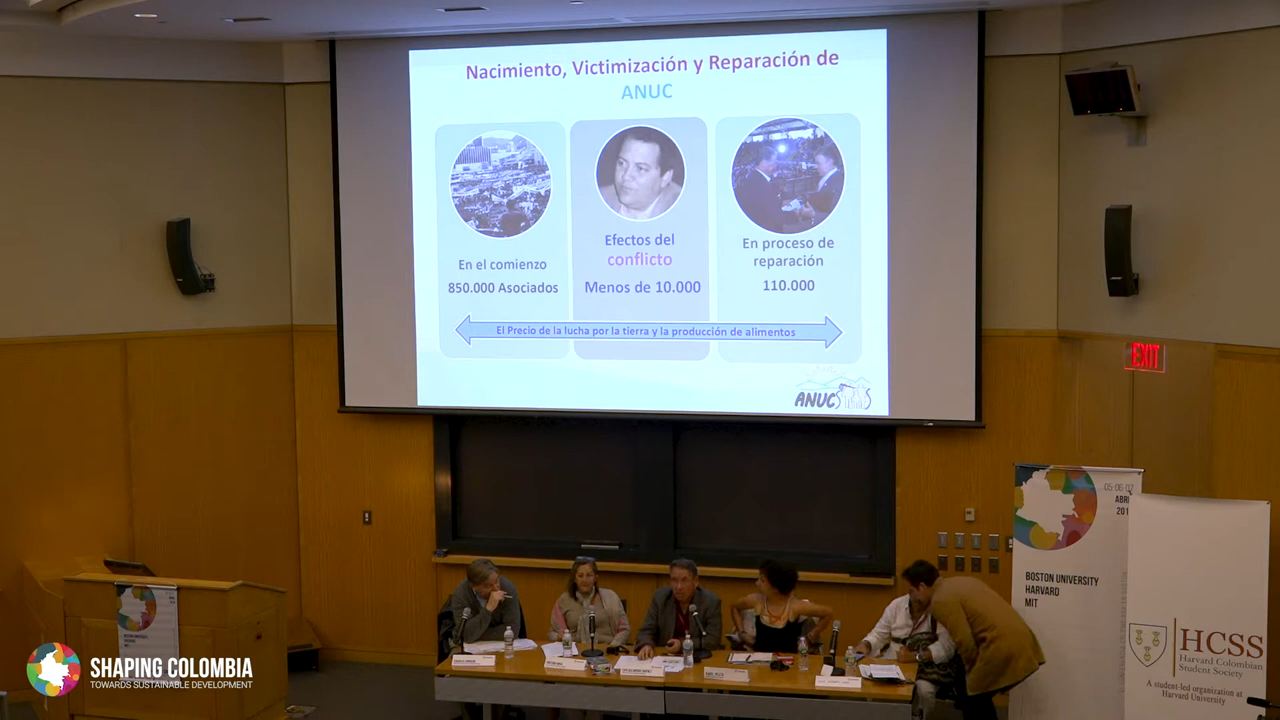 Nacimiento, Victimización y Reparación de
ANUC
En el comienzo
850.000 Asociados
Efectos del
conflicto
Menos de 10.000
En proceso de
reparación
110.000
El Precio de la lucha por la tierra y la producción de alimentos
ANUC
EXIT
05-06-07
BOSTON UNIVERSITY
HARVARD
MIT
HCSS
Harvard Colombian
Student Society
A student-led organization at
Harvard University
SHAPING COLOMBIA
TOWARDS SUSTAINABLE DEVELOPMENT